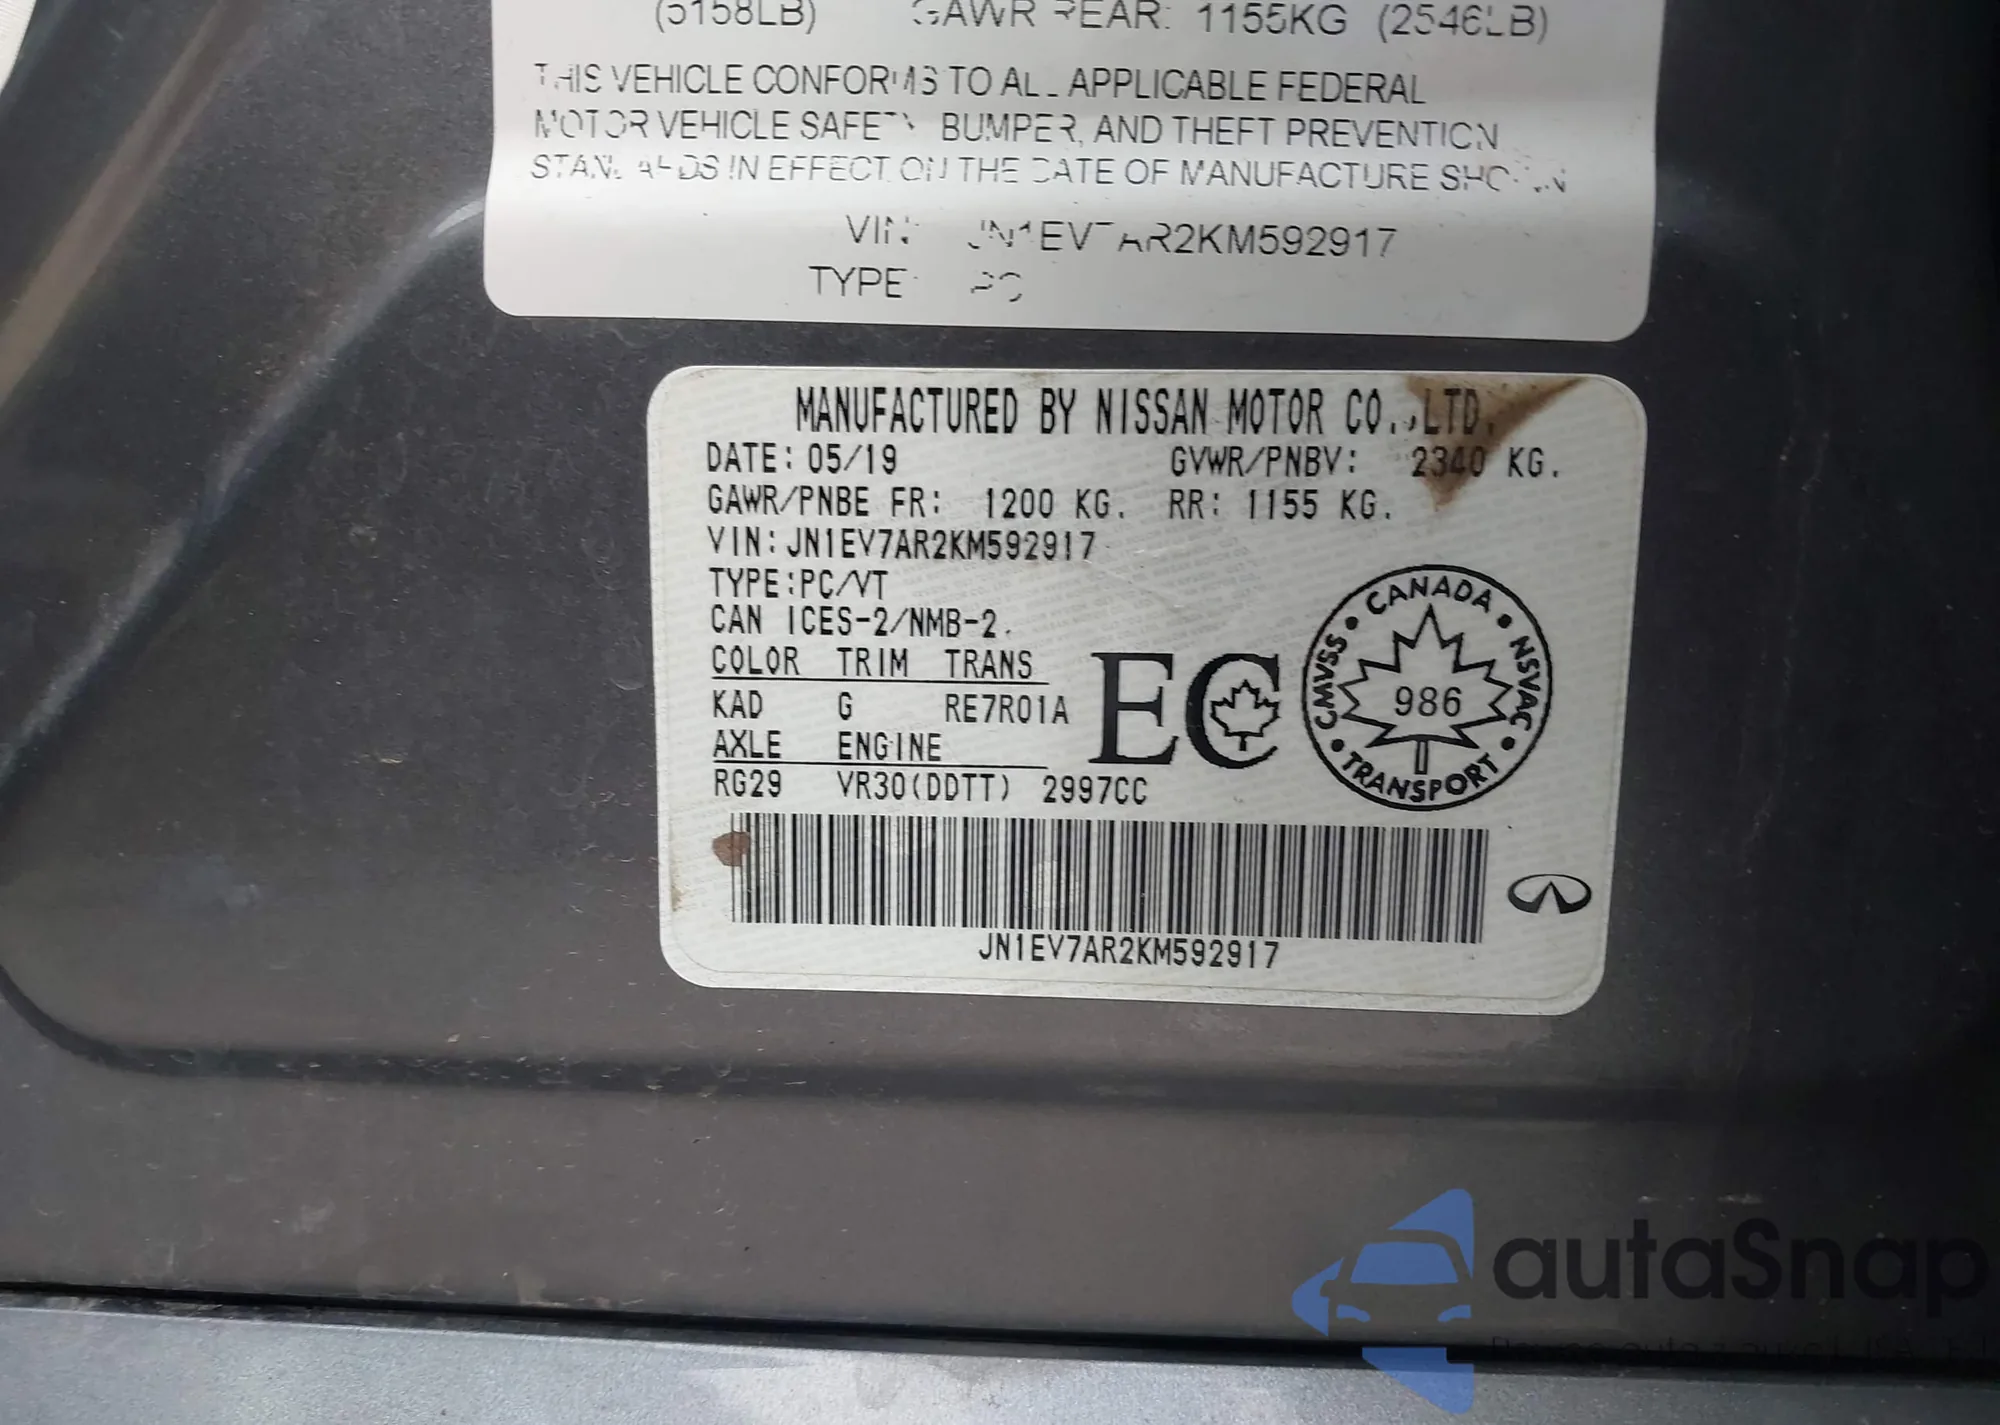 (5158LB) GAWR REAR: 1155KG (2546LB)
THIS VEHICLE CONFORMS TO ALL APPLICABLE FEDERAL
MOTOR VEHICLE SAFETY, BUMPER, AND THEFT PREVENTION
STANDARDS IN EFFECT ON THE DATE OF MANUFACTURE SHOWN
VIN: JN1EV7AR2KM592917
TYPE: PC
MANUFACTURED BY NISSAN MOTOR CO.,LTD.
DATE: 05/19 GVWR/PNBV: 2340 KG.
GAWR/PNBE FR: 1200 KG. RR: 1155 KG.
VIN: JN1EV7AR2KM592917
TYPE:PC/VT
CAN ICES-2/NMB-2.
COLOR TRIM TRANS
KAD G RE7R01A
AXLE ENGINE
RG29 VR30(DDTT) 2997CC
EC
CANADA • NSVAC • TRANSPORT • CMVSS •
986
JN1EV7AR2KM592917
autaSnap